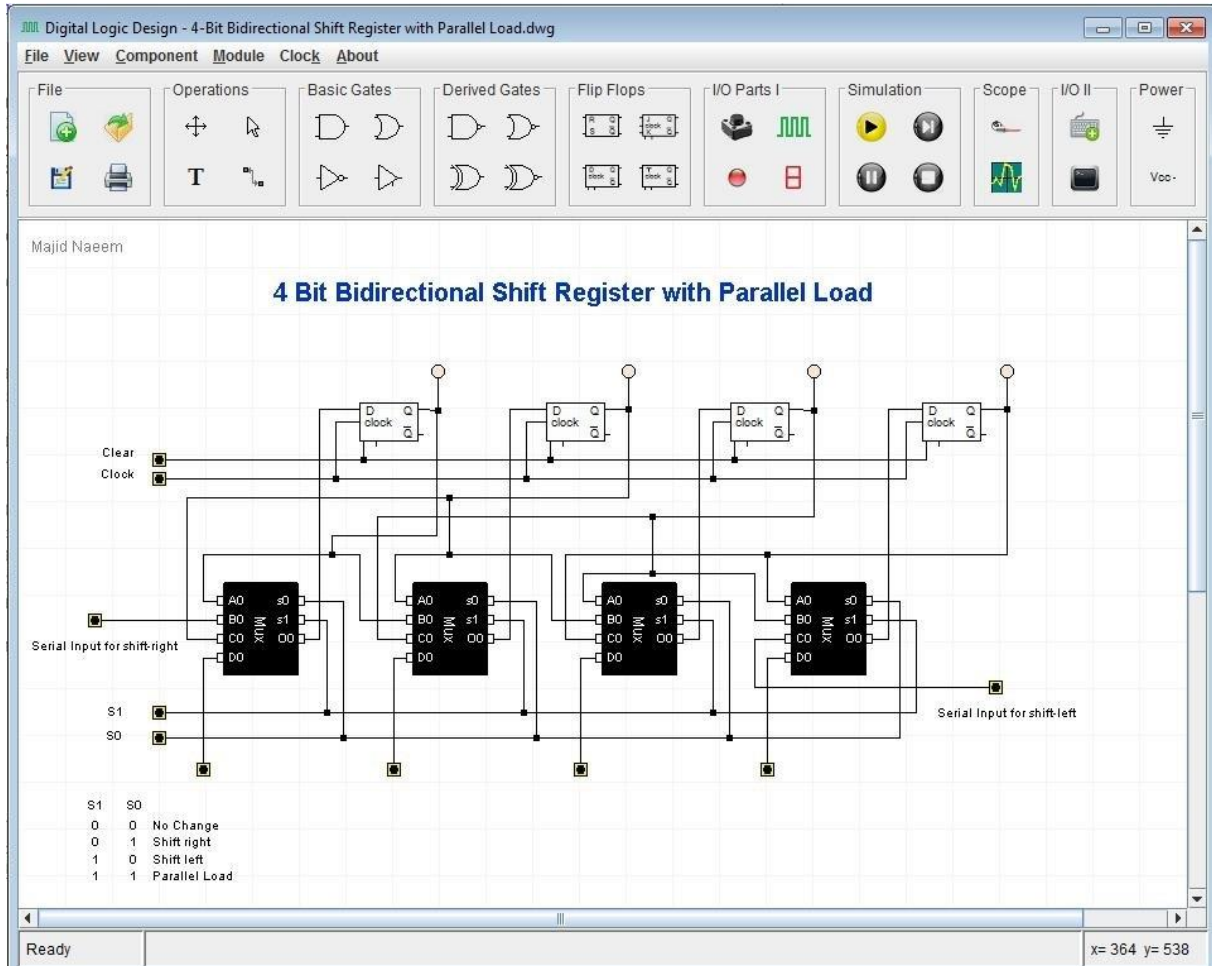 Digital Logic Design - 4-Bit Bidirectional Shift Register with Parallel Load.dwg
File View Component Module Clock About
File Operations Basic Gates Derived Gates Flip Flops I/O Parts I Simulation Scope I/O II Power
T
Vcc-
Majid Naeem
4 Bit Bidirectional Shift Register with Parallel Load
D Q D Q D Q D Q
clock clock clock clock
Q Q Q Q
Clear
Clock
A0 s0 A0 s0 A0 s0 A0 s0
B0 s1 B0 s1 B0 s1 B0 s1
Mux Mux Mux Mux
C0 O0 C0 O0 C0 O0 C0 O0
D0 D0 D0 D0
Serial Input for shift-right
S1
Serial Input for shift-left
S0
S1 S0
0 0 No Change
0 1 Shift right
1 0 Shift left
1 1 Parallel Load
Ready
x= 364 y= 538